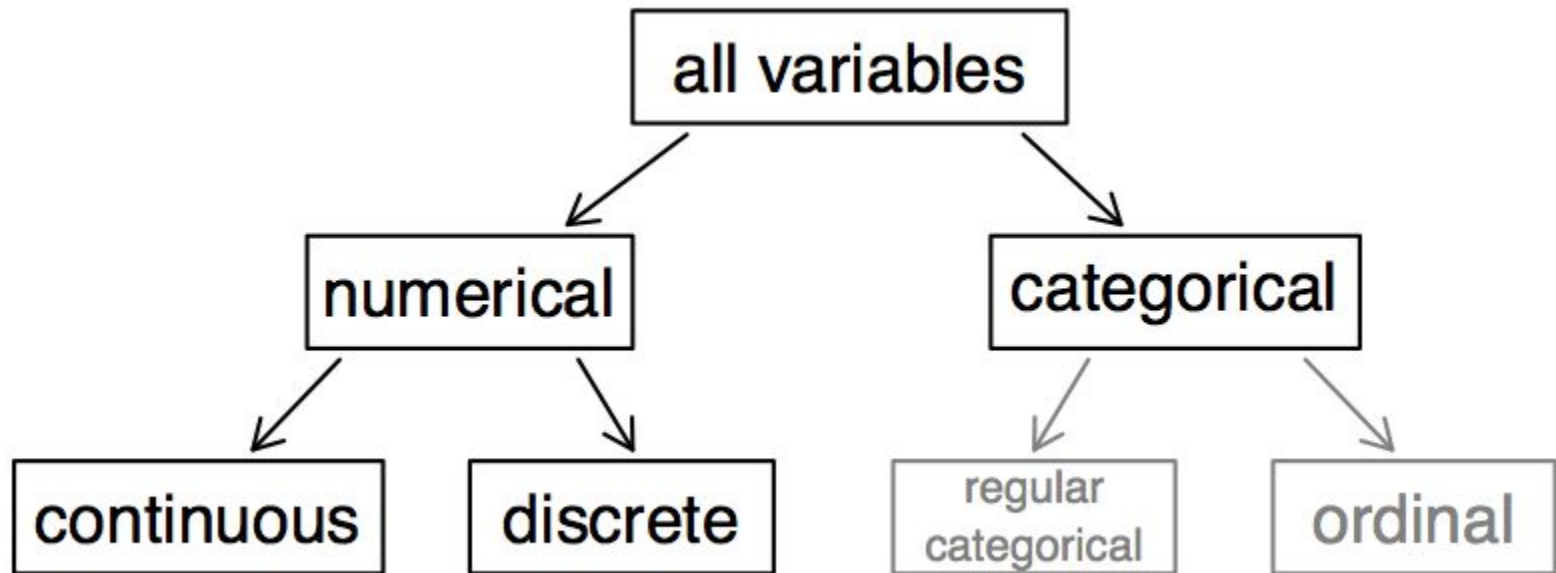 all variables
numerical
categorical
continuous
discrete
regular
categorical
ordinal